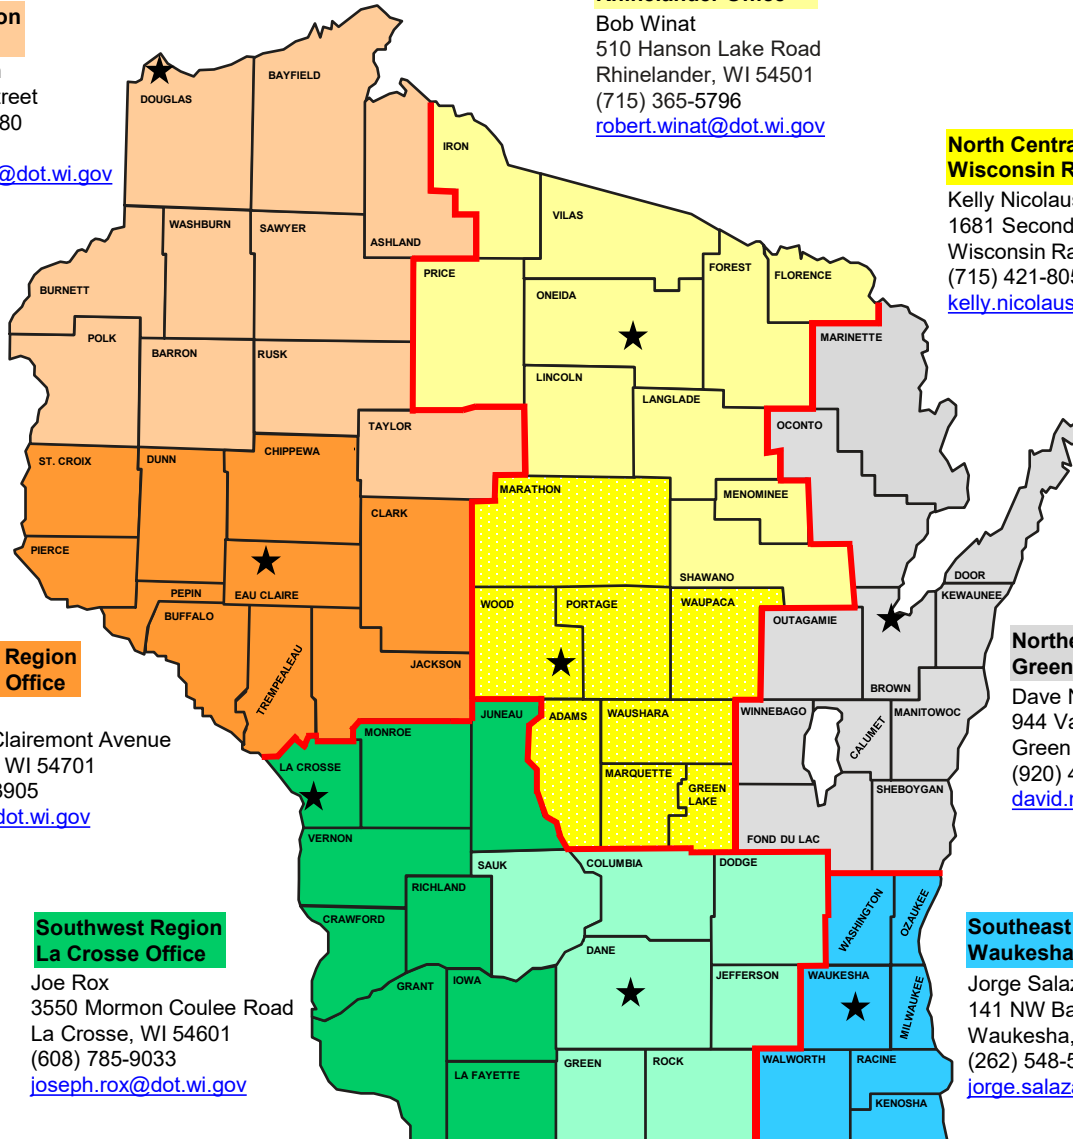 on
Rhinelander Office
Bob Winat
510 Hanson Lake Road
Rhinelander, WI 54501
(715) 365-5796
robert.winat@dot.wi.gov
treet
80
@dot.wi.gov
North Centra
Wisconsin R
Kelly Nicolaus
1681 Second
Wisconsin Ra
(715) 421-805
kelly.nicolaus
DOUGLAS
BAYFIELD
IRON
VILAS
WASHBURN
SAWYER
ASHLAND
PRICE
FOREST
FLORENCE
BURNETT
ONEIDA
POLK
BARRON
RUSK
MARINETTE
LINCOLN
LANGLADE
TAYLOR
OCONTO
ST. CROIX
DUNN
CHIPPEWA
MARATHON
MENOMINEE
CLARK
PIERCE
SHAWANO
DOOR
PEPIN
EAU CLAIRE
KEWAUNEE
BUFFALO
WOOD
PORTAGE
WAUPACA
OUTAGAMIE
TREMPEALEAU
JACKSON
BROWN
Region
Office
Clairemont Avenue
WI 54701
8905
dot.wi.gov
Northe
Green
Dave N
944 Va
Green
(920) 4
david.n
JUNEAU
ADAMS
WAUSHARA
WINNEBAGO
CALUMET
MANITOWOC
MONROE
LA CROSSE
MARQUETTE
GREEN
LAKE
SHEBOYGAN
VERNON
FOND DU LAC
SAUK
COLUMBIA
DODGE
RICHLAND
CRAWFORD
WASHINGTON
OZAUKEE
DANE
GRANT
IOWA
JEFFERSON
WAUKESHA
MILWAUKEE
LA FAYETTE
GREEN
ROCK
WALWORTH
RACINE
KENOSHA
Southwest Region
La Crosse Office
Joe Rox
3550 Mormon Coulee Road
La Crosse, WI 54601
(608) 785-9033
joseph.rox@dot.wi.gov
Southeast
Waukesha
Jorge Salaz
141 NW Ba
Waukesha,
(262) 548-5
jorge.salaza